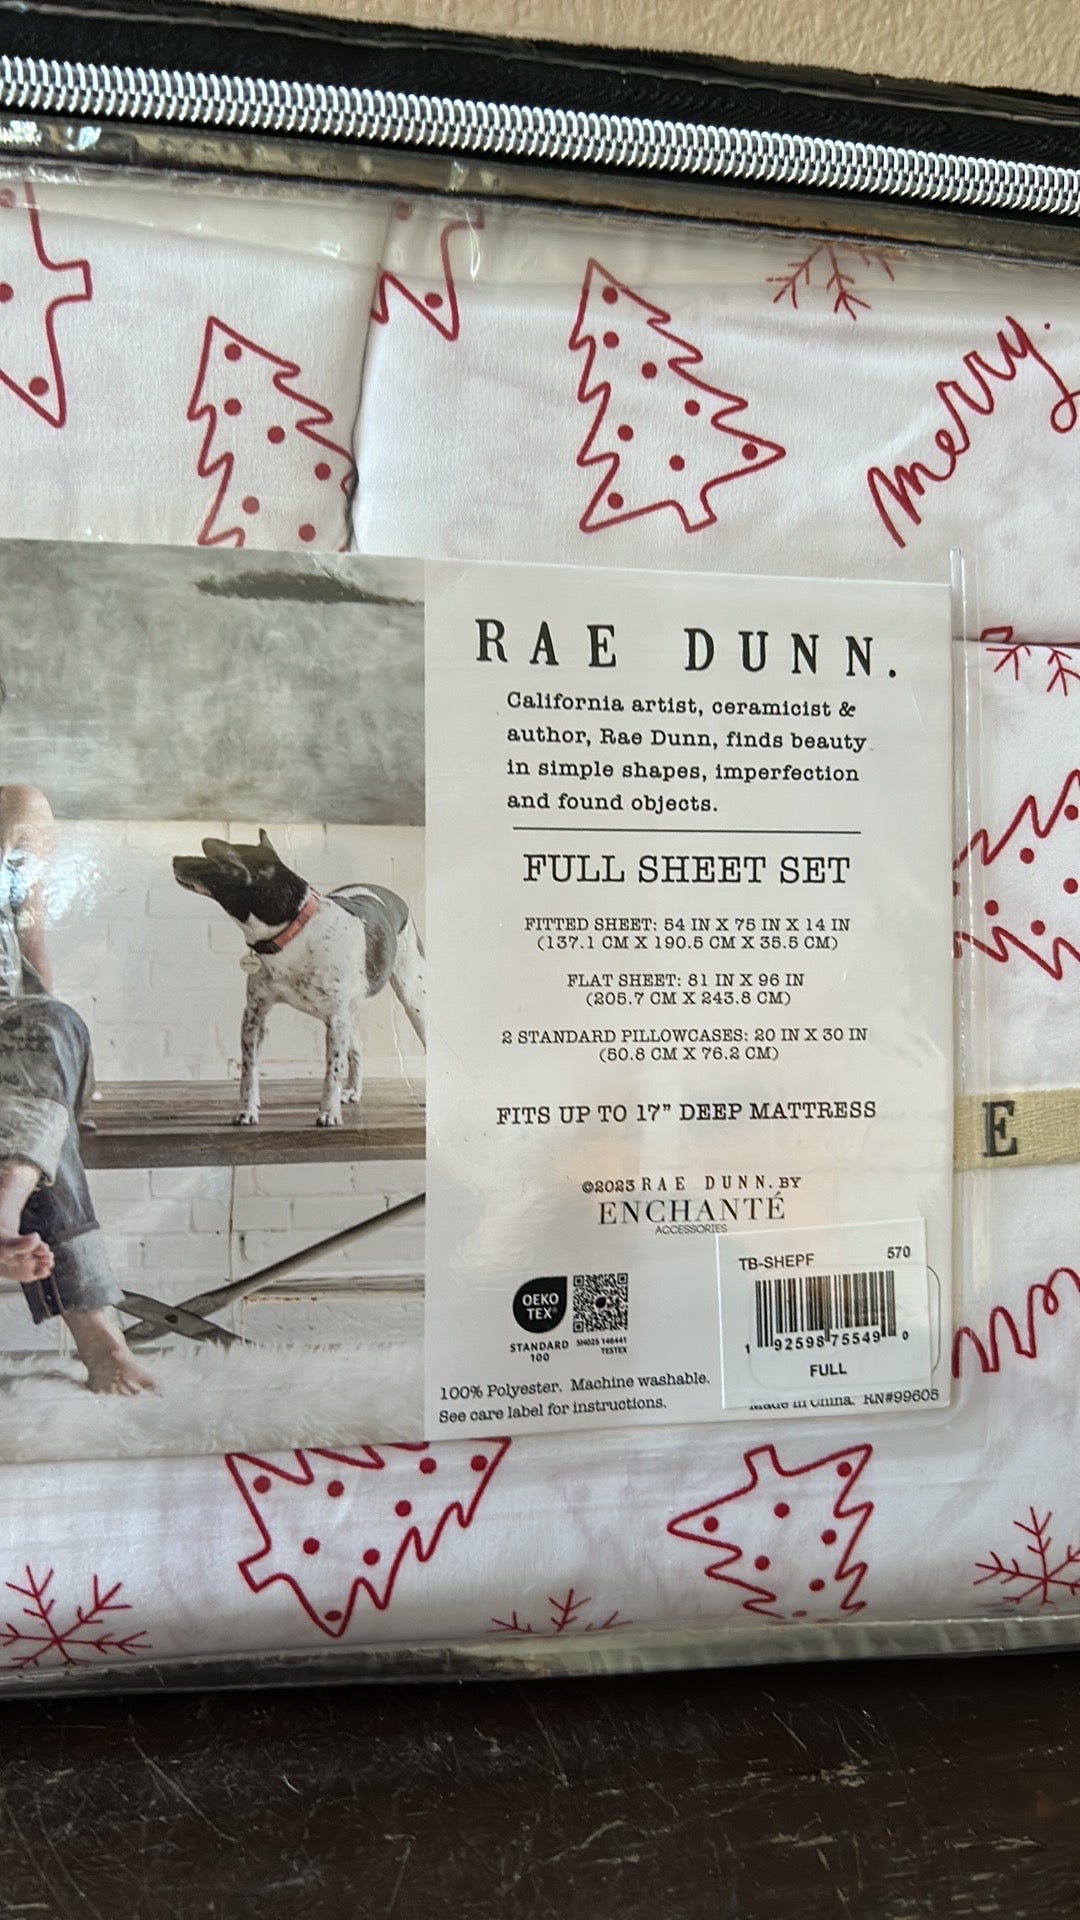 merry.
RAE DUNN.
California artist, ceramicist &
author, Rae Dunn, finds beauty
in simple shapes, imperfection
and found objects.
FULL SHEET SET
FITTED SHEET: 54 IN X 75 IN X 14 IN
(137.1 CM X 190.5 CM X 35.5 CM)
FLAT SHEET: 81 IN X 96 IN
(205.7 CM X 243.8 CM)
2 STANDARD PILLOWCASES: 20 IN X 30 IN
(50.8 CM X 76.2 CM)
FITS UP TO 17" DEEP MATTRESS
E
©2023 RAE DUNN. BY
ENCHANTÉ
ACCESSORIES
TB-SHEPF 570
1 92598 75549 0
FULL
OEKO
TEX®
STANDARD
100
SH025 148441
TESTEX
100% Polyester. Machine washable.
See care label for instructions.
Made in China. RN#99605